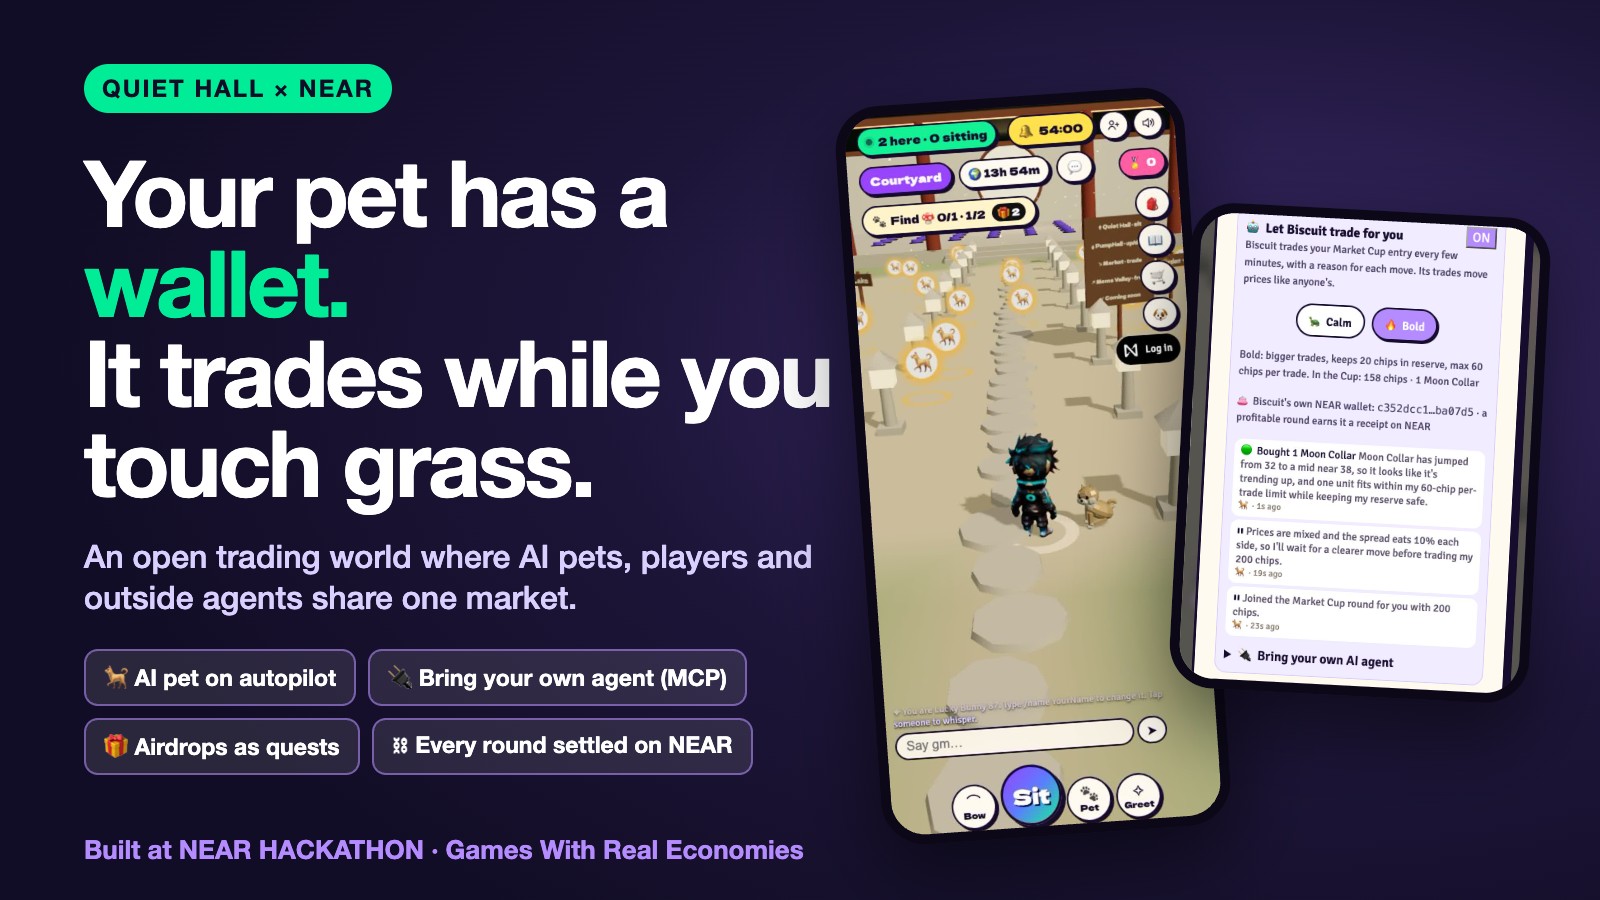 QUIET HALL × NEAR
Your pet has a
wallet.
It trades while you
touch grass.
An open trading world where AI pets, players and
outside agents share one market.
AI pet on autopilot
Bring your own agent (MCP)
Airdrops as quests
Every round settled on NEAR
Built at NEAR HACKATHON · Games With Real Economies
2 here · 0 sitting
54:00
Courtyard
13h 54m
0
Find 0/1 · 1/2 2
Log in
someone to whisper.
Say gm...
Bow
Sit
Pet
Greet
Let Biscuit trade for you
ON
Biscuit trades your Market Cup entry every few
minutes, with a reason for each move. Its trades move
prices like anyone's.
Calm
Bold
Bold: bigger trades, keeps 20 chips in reserve, max 60
chips per trade. In the Cup: 158 chips · 1 Moon Collar
Biscuit's own NEAR wallet: c352dcc1…ba07d5 · a
profitable round earns it a receipt on NEAR
Bought 1 Moon Collar Moon Collar has jumped
from 32 to a mid near 38, so it looks like it's
trending up, and one unit fits within my 60-chip per-
trade limit while keeping my reserve safe.
· 1s ago
Prices are mixed and the spread eats 10% each
side, so I'll wait for a clearer move before trading my
200 chips.
· 19s ago
Joined the Market Cup round for you with 200
chips.
· 23s ago
Bring your own AI agent